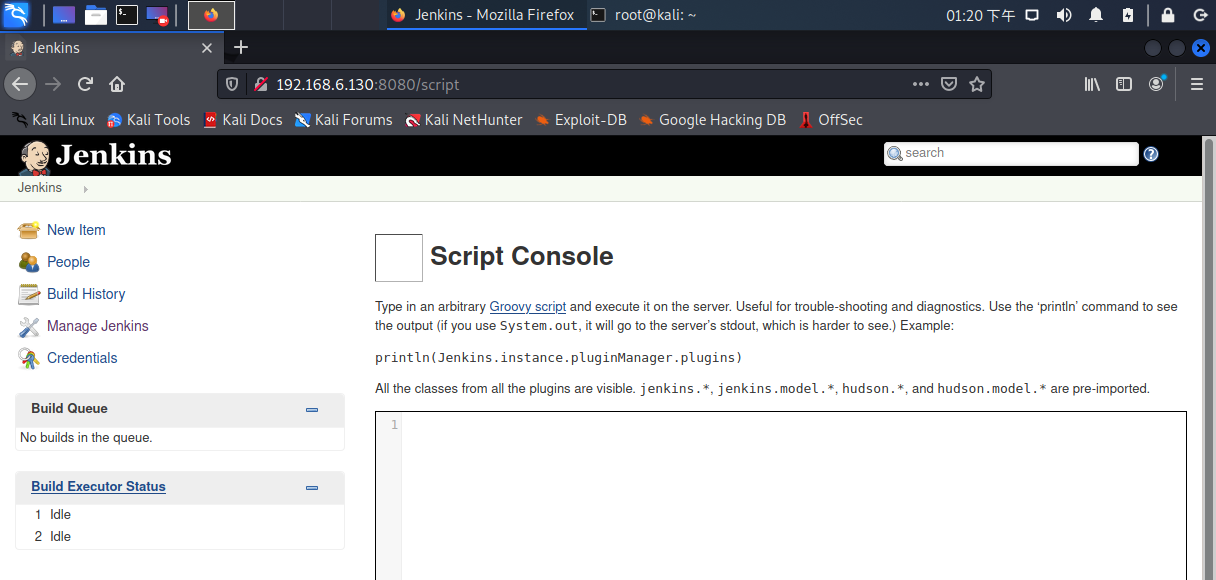 Jenkins - Mozilla Firefox
root@kali: ~
01:20 下午
Jenkins
192.168.6.130:8080/script
Kali Linux
Kali Tools
Kali Docs
Kali Forums
Kali NetHunter
Exploit-DB
Google Hacking DB
OffSec
Jenkins
search
Jenkins
New Item
People
Build History
Manage Jenkins
Credentials
Build Queue
No builds in the queue.
Build Executor Status
1 Idle
2 Idle
Script Console
Type in an arbitrary Groovy script and execute it on the server. Useful for trouble-shooting and diagnostics. Use the ‘println’ command to see
the output (if you use System.out, it will go to the server’s stdout, which is harder to see.) Example:
println(Jenkins.instance.pluginManager.plugins)
All the classes from all the plugins are visible. jenkins.*, jenkins.model.*, hudson.*, and hudson.model.* are pre-imported.
1